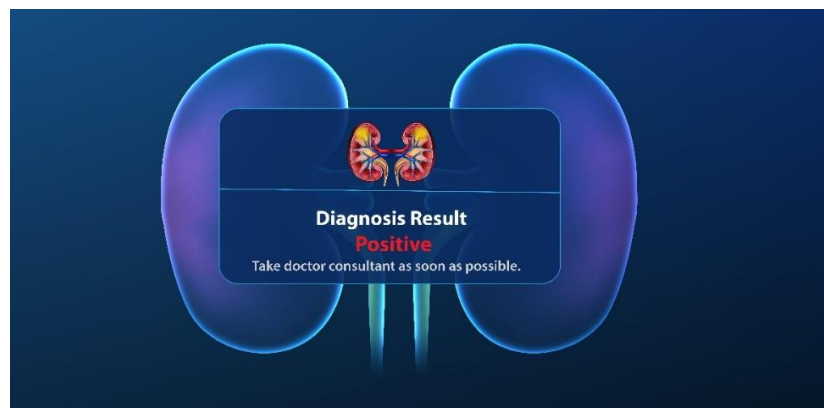 Diagnosis Result
Positive
Take doctor consultant as soon as possible.